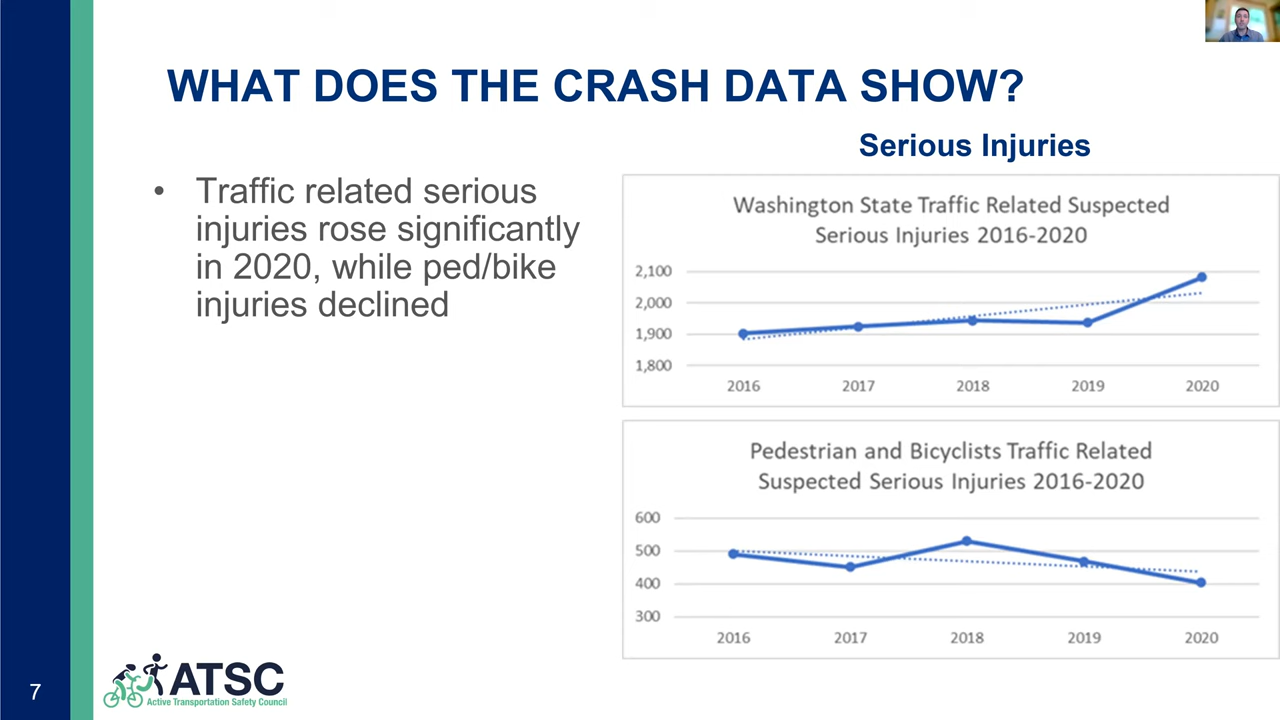 WHAT DOES THE CRASH DATA SHOW?
• Traffic related serious
injuries rose significantly
in 2020, while ped/bike
injuries declined
Serious Injuries
Washington State Traffic Related Suspected
Serious Injuries 2016-2020
2,100
2,000
1,900
1,800
2016 2017 2018 2019 2020
Pedestrian and Bicyclists Traffic Related
Suspected Serious Injuries 2016-2020
600
500
400
300
2016 2017 2018 2019 2020
7
ATSC
Active Transportation Safety Council